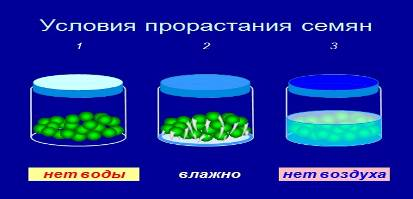 Условия прорастания семян
1 2 3
нет воды влажно нет воздуха